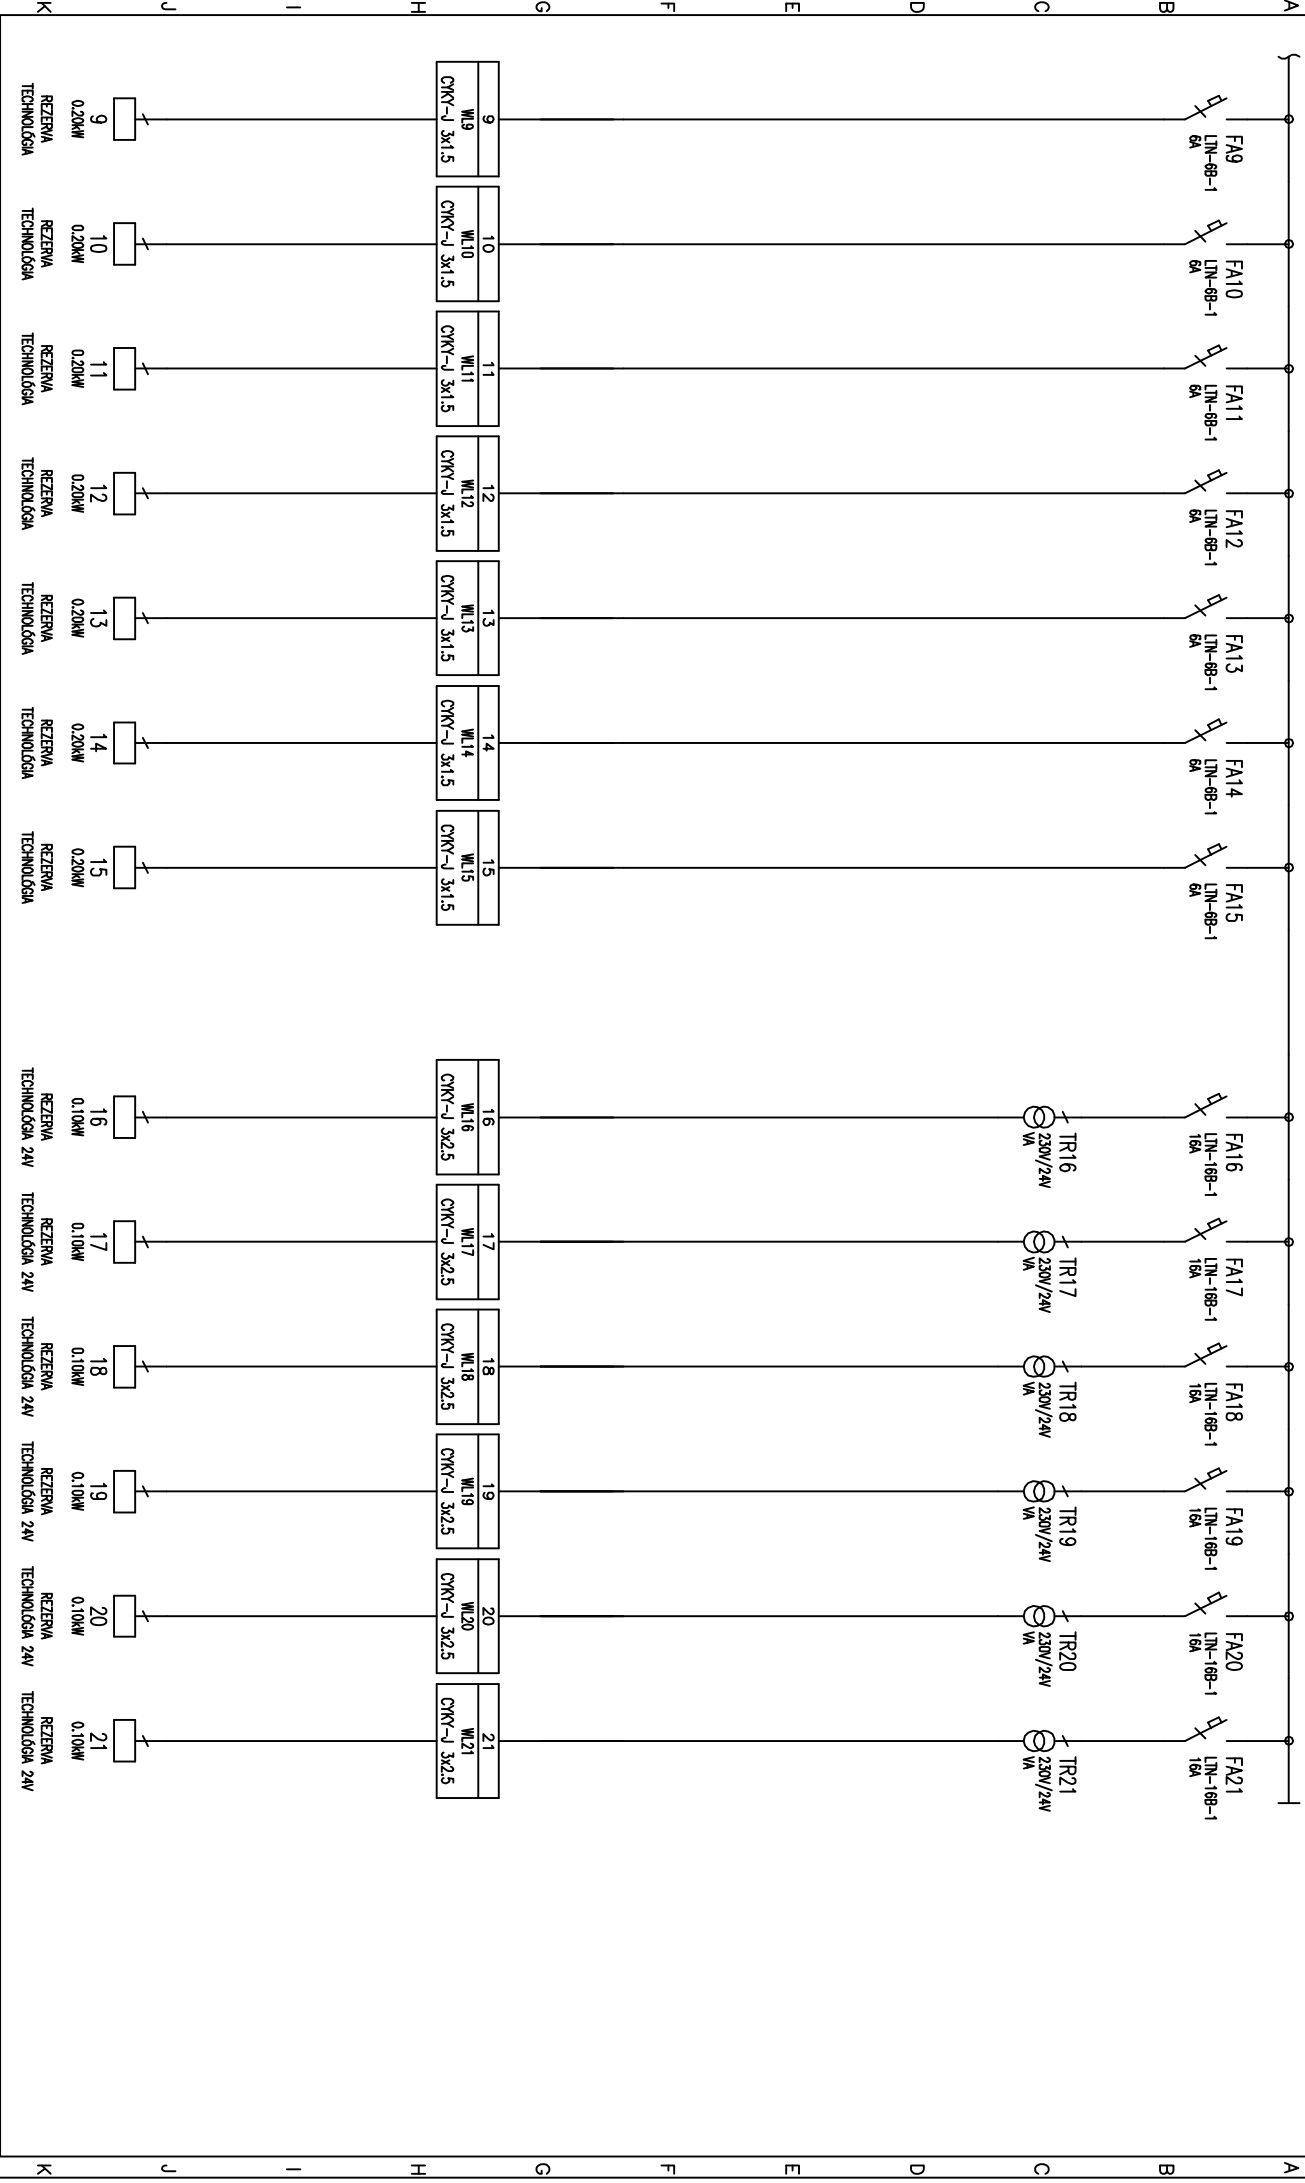 A
B
C
D
E
F
G
H
I
J
K
FA9
LTN-6B-1
6A
FA10
LTN-6B-1
6A
FA11
LTN-6B-1
6A
FA12
LTN-6B-1
6A
FA13
LTN-6B-1
6A
FA14
LTN-6B-1
6A
FA15
LTN-6B-1
6A
FA16
LTN-16B-1
16A
FA17
LTN-16B-1
16A
FA18
LTN-16B-1
16A
FA19
LTN-16B-1
16A
FA20
LTN-16B-1
16A
FA21
LTN-16B-1
16A
TR16
230V/24V
VA
TR17
230V/24V
VA
TR18
230V/24V
VA
TR19
230V/24V
VA
TR20
230V/24V
VA
TR21
230V/24V
VA
9
WL9
CYKY-J 3x1.5
10
WL10
CYKY-J 3x1.5
11
WL11
CYKY-J 3x1.5
12
WL12
CYKY-J 3x1.5
13
WL13
CYKY-J 3x1.5
14
WL14
CYKY-J 3x1.5
15
WL15
CYKY-J 3x1.5
16
WL16
CYKY-J 3x2.5
17
WL17
CYKY-J 3x2.5
18
WL18
CYKY-J 3x2.5
19
WL19
CYKY-J 3x2.5
20
WL20
CYKY-J 3x2.5
21
WL21
CYKY-J 3x2.5
9
0.20kW
REZERVA
TECHNOLÓGIA
10
0.20kW
REZERVA
TECHNOLÓGIA
11
0.20kW
REZERVA
TECHNOLÓGIA
12
0.20kW
REZERVA
TECHNOLÓGIA
13
0.20kW
REZERVA
TECHNOLÓGIA
14
0.20kW
REZERVA
TECHNOLÓGIA
15
0.20kW
REZERVA
TECHNOLÓGIA
16
0.10kW
REZERVA
TECHNOLÓGIA 24V
17
0.10kW
REZERVA
TECHNOLÓGIA 24V
18
0.10kW
REZERVA
TECHNOLÓGIA 24V
19
0.10kW
REZERVA
TECHNOLÓGIA 24V
20
0.10kW
REZERVA
TECHNOLÓGIA 24V
21
0.10kW
REZERVA
TECHNOLÓGIA 24V
A
B
C
D
E
F
G
H
I
J
K